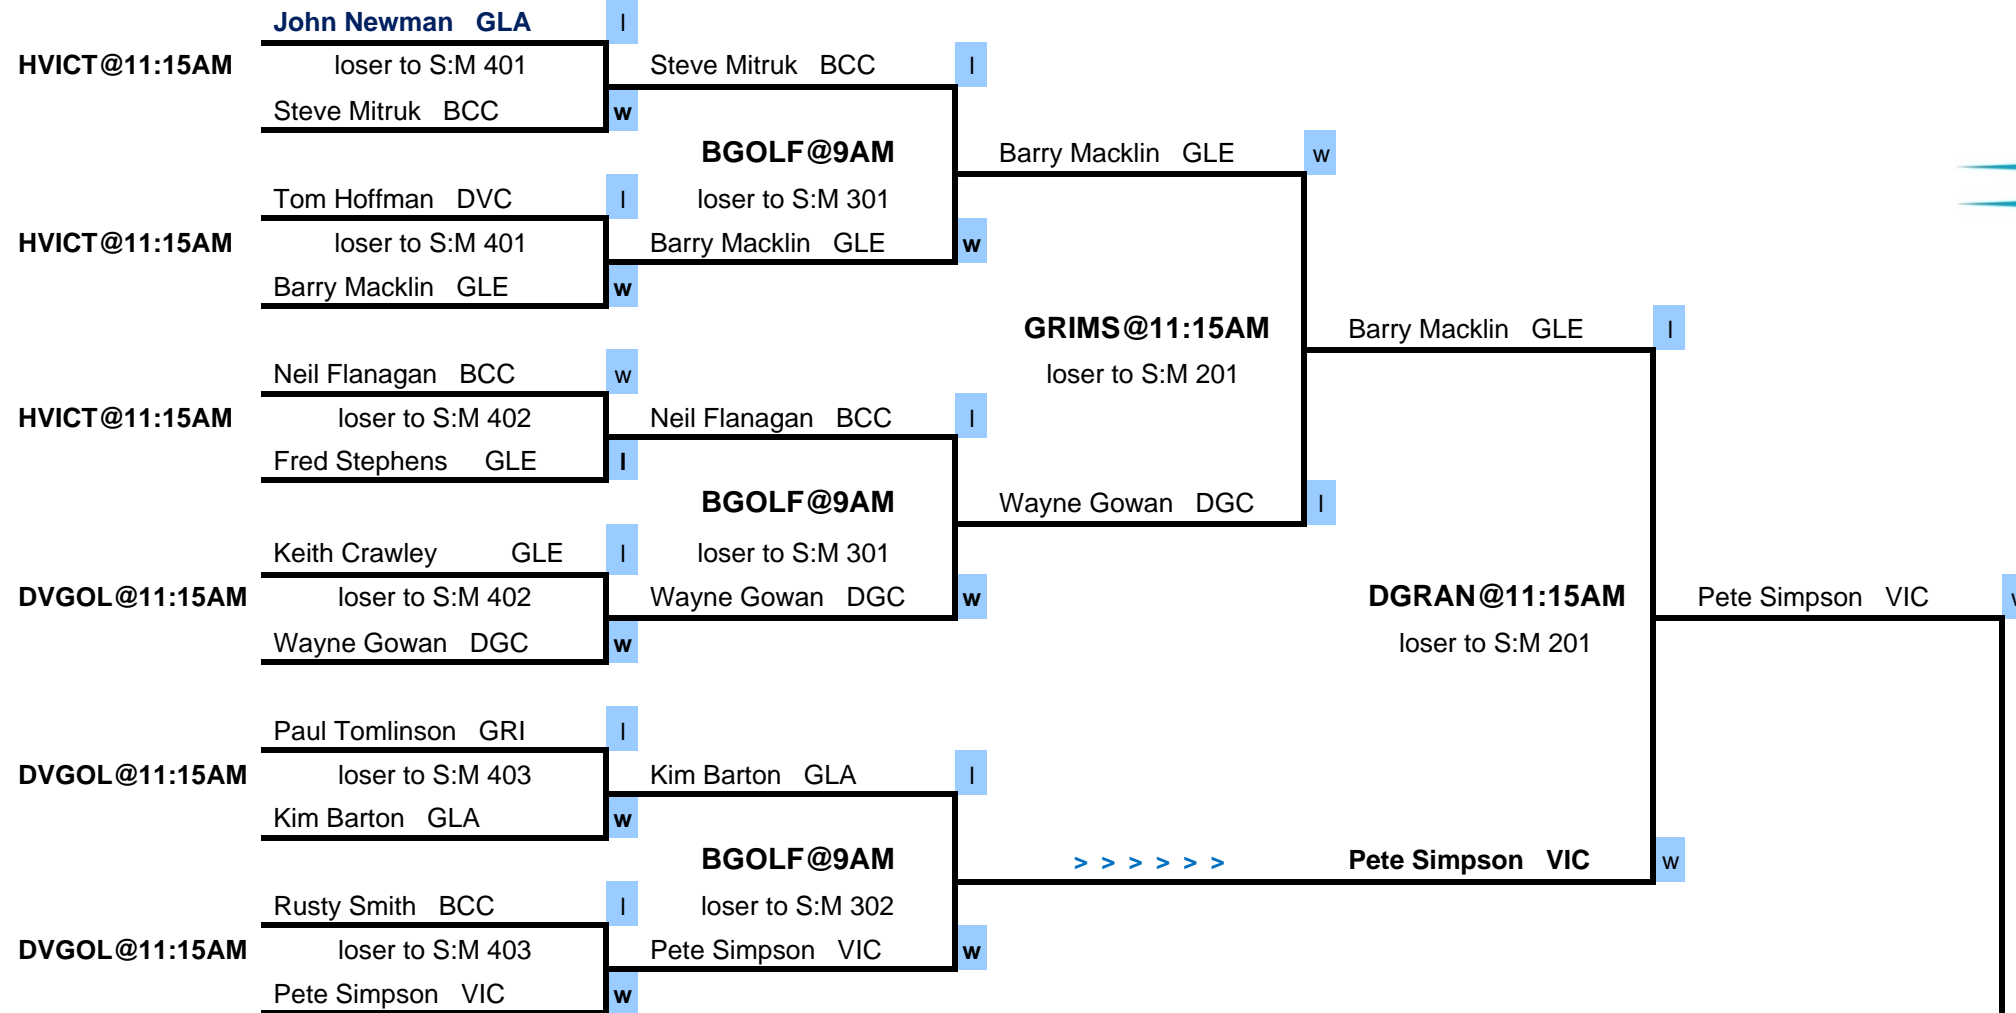 John Newman GLA l
HVICT@11:15AM loser to S:M 401 Steve Mitruk BCC l
Steve Mitruk BCC w
BGOLF@9AM Barry Macklin GLE w
Tom Hoffman DVC l loser to S:M 301
HVICT@11:15AM loser to S:M 401 Barry Macklin GLE w
Barry Macklin GLE w
GRIMS@11:15AM Barry Macklin GLE l
Neil Flanagan BCC w loser to S:M 201
HVICT@11:15AM loser to S:M 402 Neil Flanagan BCC l
Fred Stephens GLE l
BGOLF@9AM Wayne Gowan DGC l
Keith Crawley GLE l loser to S:M 301
DVGOL@11:15AM loser to S:M 402 Wayne Gowan DGC w DGRAN@11:15AM Pete Simpson VIC
Wayne Gowan DGC w loser to S:M 201
Paul Tomlinson GRI l
DVGOL@11:15AM loser to S:M 403 Kim Barton GLA l
Kim Barton GLA w
BGOLF@9AM > > > > > > Pete Simpson VIC w
Rusty Smith BCC l loser to S:M 302
DVGOL@11:15AM loser to S:M 403 Pete Simpson VIC w
Pete Simpson VIC w